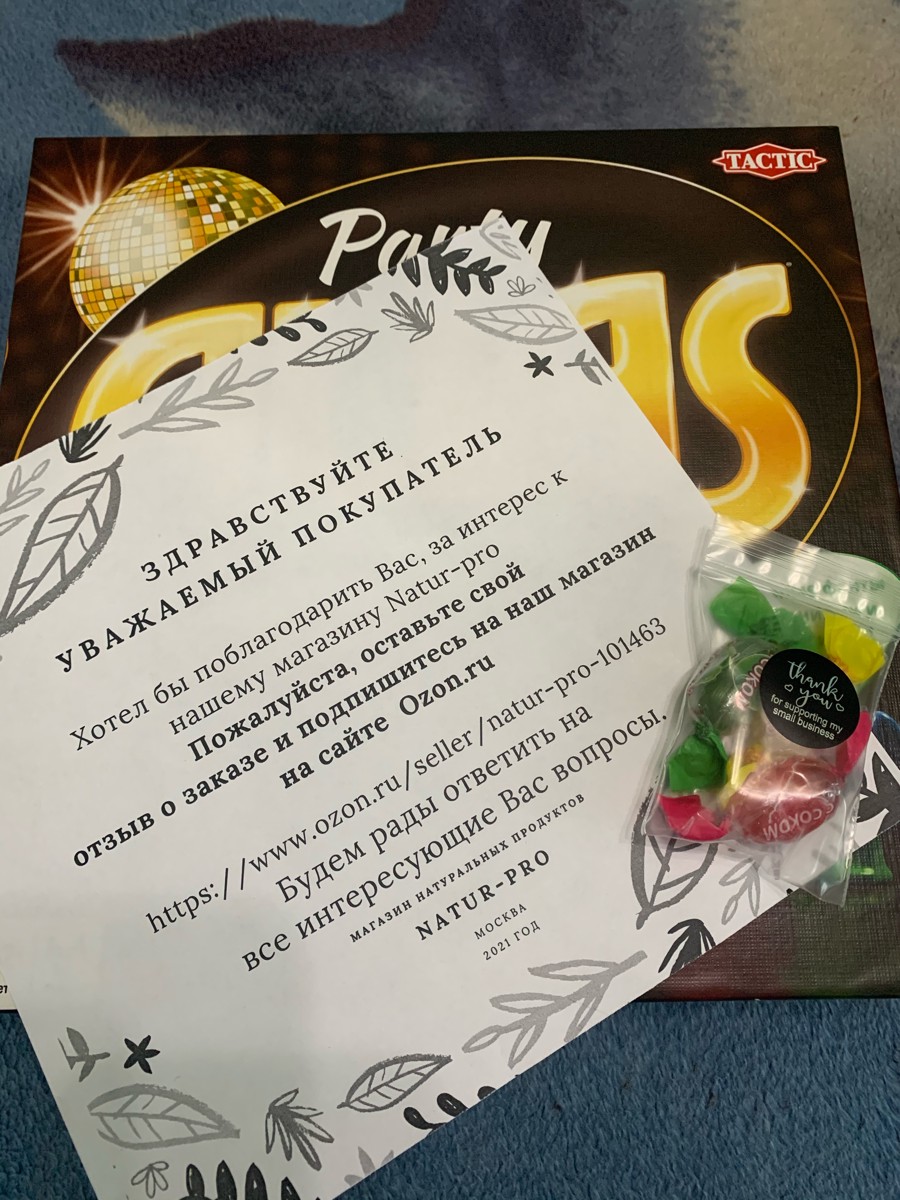 TACTIC
Party
ЗДРАВСТВУЙТЕ
УВАЖАЕМЫЙ ПОКУПАТЕЛЬ
Хотел бы поблагодарить Вас, за интерес к
нашему магазину Natur-pro
Пожалуйста, оставьте свой
отзыв о заказе и подпишитесь на наш магазин
на сайте Ozon.ru
https://www.ozon.ru/seller/natur-pro-101463
Будем рады ответить на
все интересующие Вас вопросы.
МАГАЗИН НАТУРАЛЬНЫХ ПРОДУКТОВ
NATUR-PRO
МОСКВА
2021 ГОД
thank
you
for supporting my
small business